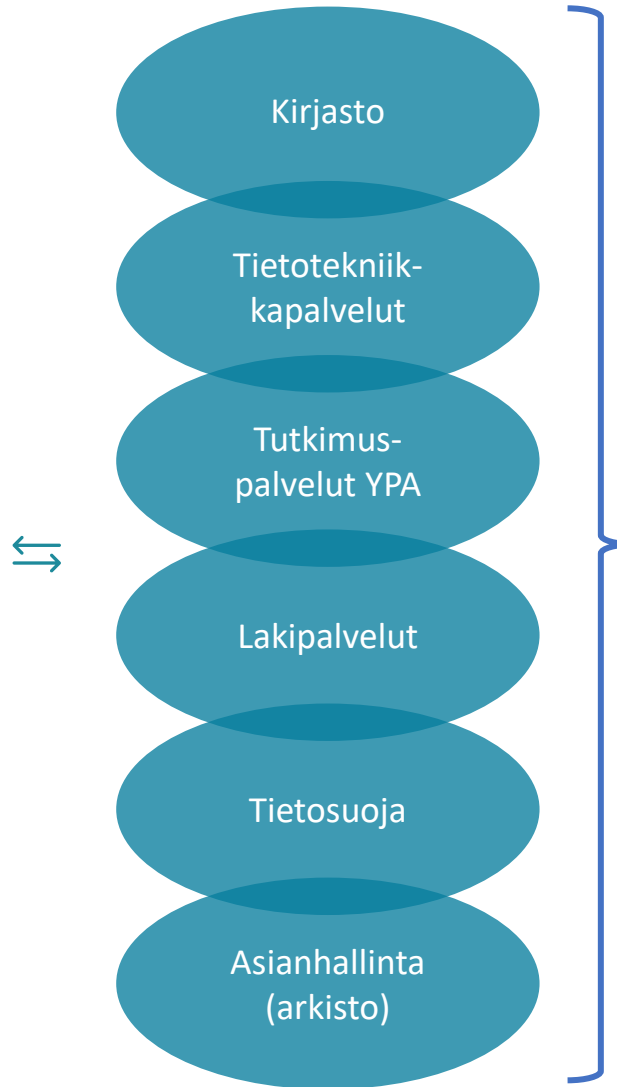 Kirjasto
Tietotekniik-
kapalvelut
Tutkimus-
palvelut YPA
Lakipalvelut
Tietosuoja
Asianhallinta
(arkisto)